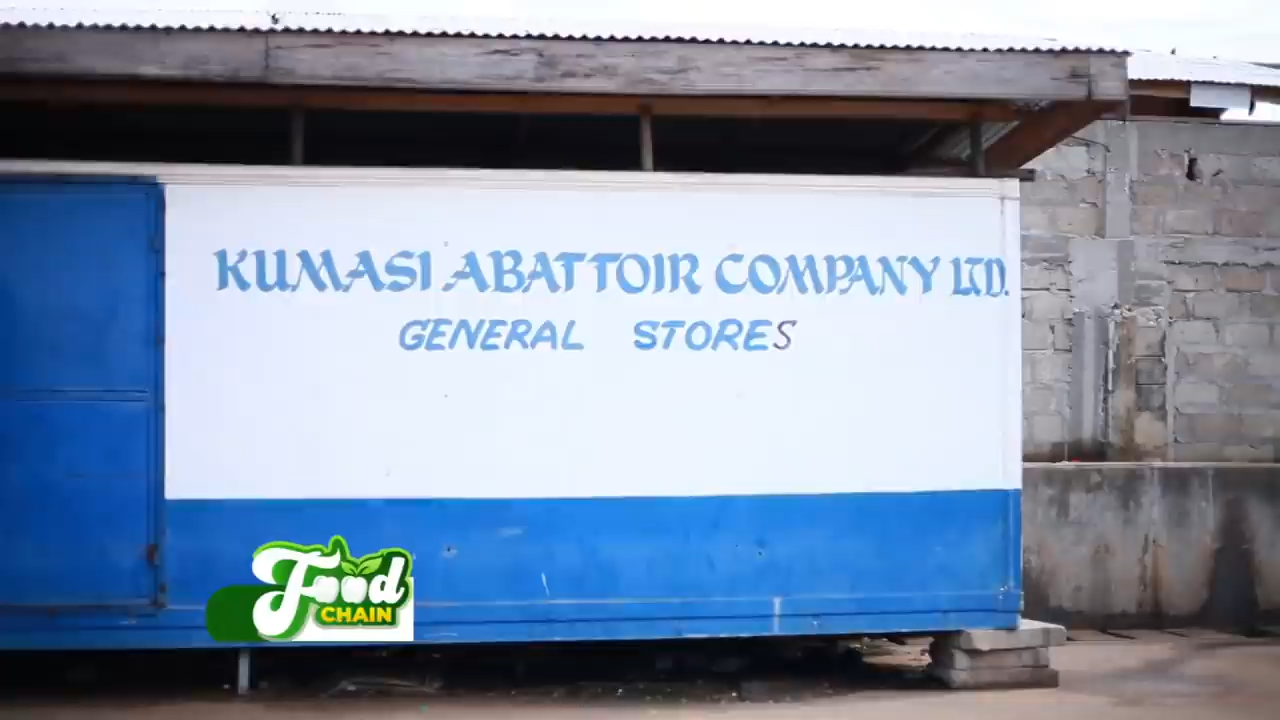 KUMASI ABATTOIR COMPANY LTD.
GENERAL STORES
Food
CHAIN